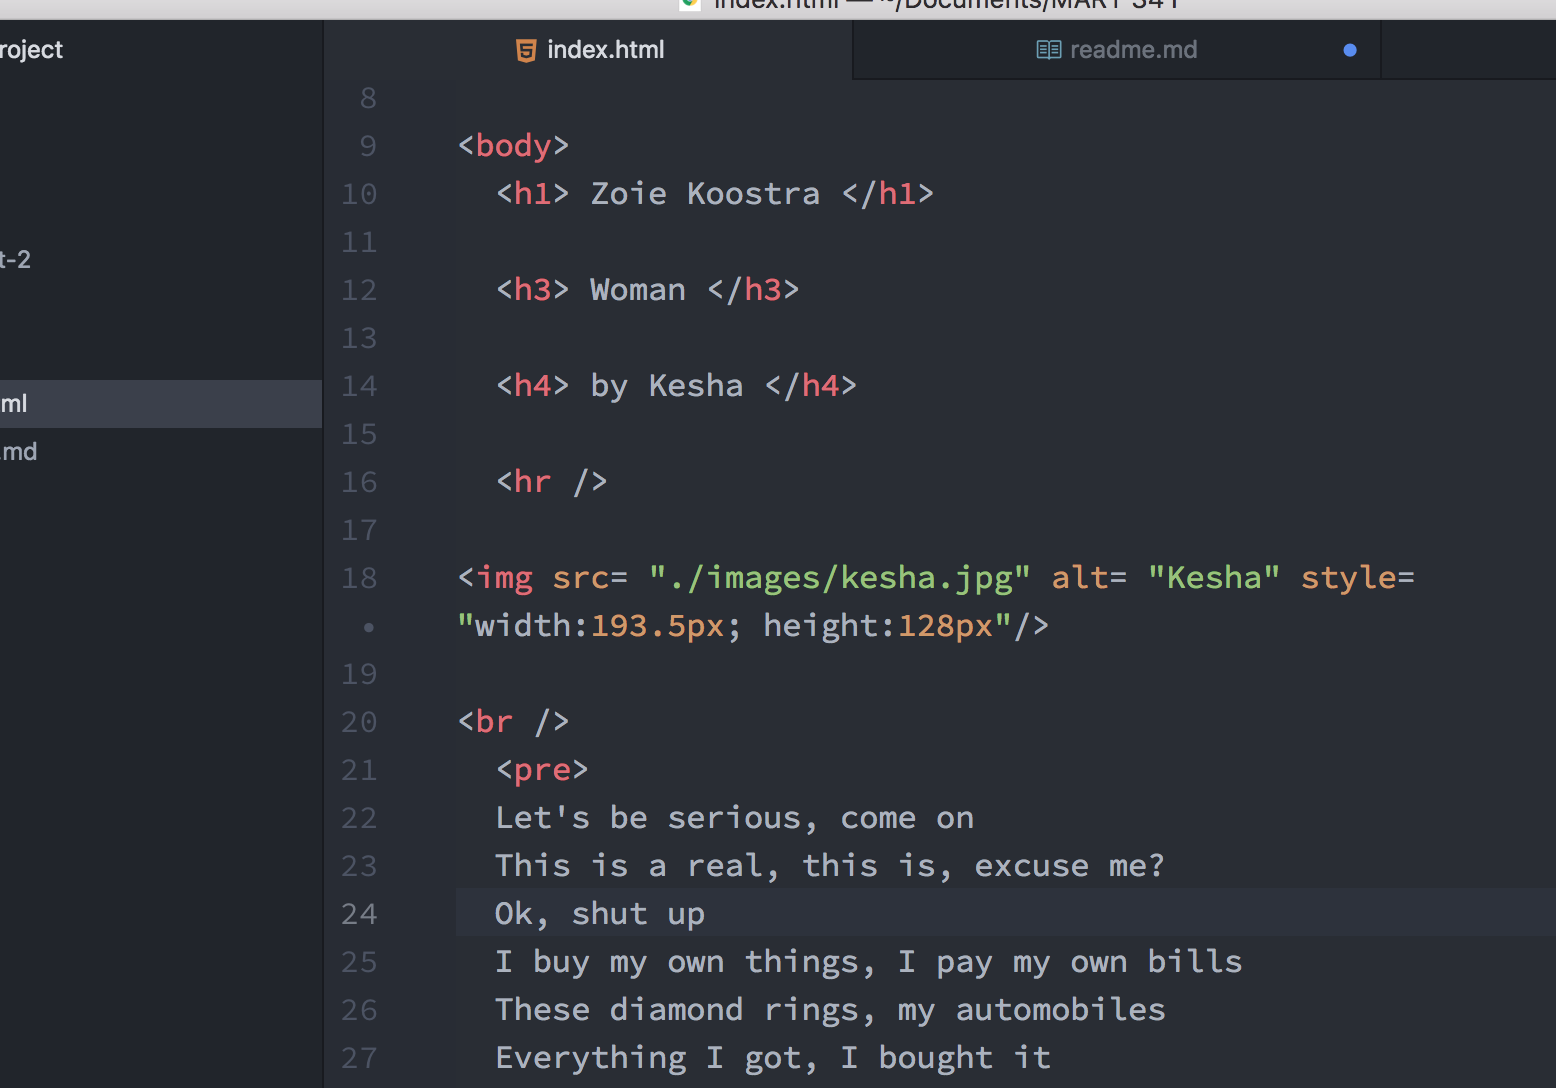 index.html — ~/Documents/MART 341
roject
index.html
readme.md
t-2
ml
.md
8
9 <body>
10 <h1> Zoie Koostra </h1>
11
12 <h3> Woman </h3>
13
14 <h4> by Kesha </h4>
15
16 <hr />
17
18 <img src= "./images/kesha.jpg" alt= "Kesha" style=
• "width:193.5px; height:128px"/>
19
20 <br />
21 <pre>
22 Let's be serious, come on
23 This is a real, this is, excuse me?
24 Ok, shut up
25 I buy my own things, I pay my own bills
26 These diamond rings, my automobiles
27 Everything I got, I bought it